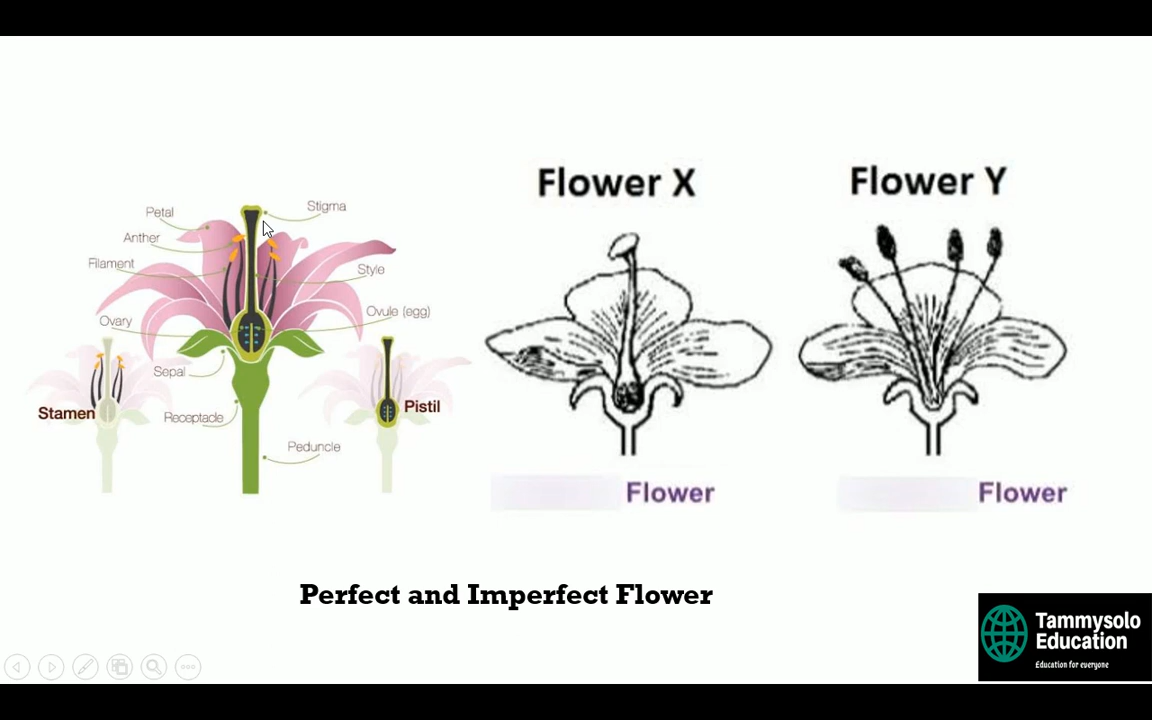 Flower X
Flower Y
Petal
Stigma
Anther
Filament
Style
Ovary
Ovule (egg)
Sepal
Stamen
Receptacle
Pistil
Peduncle
Flower
Flower
Perfect and Imperfect Flower
Tammysolo
Education
Education for everyone